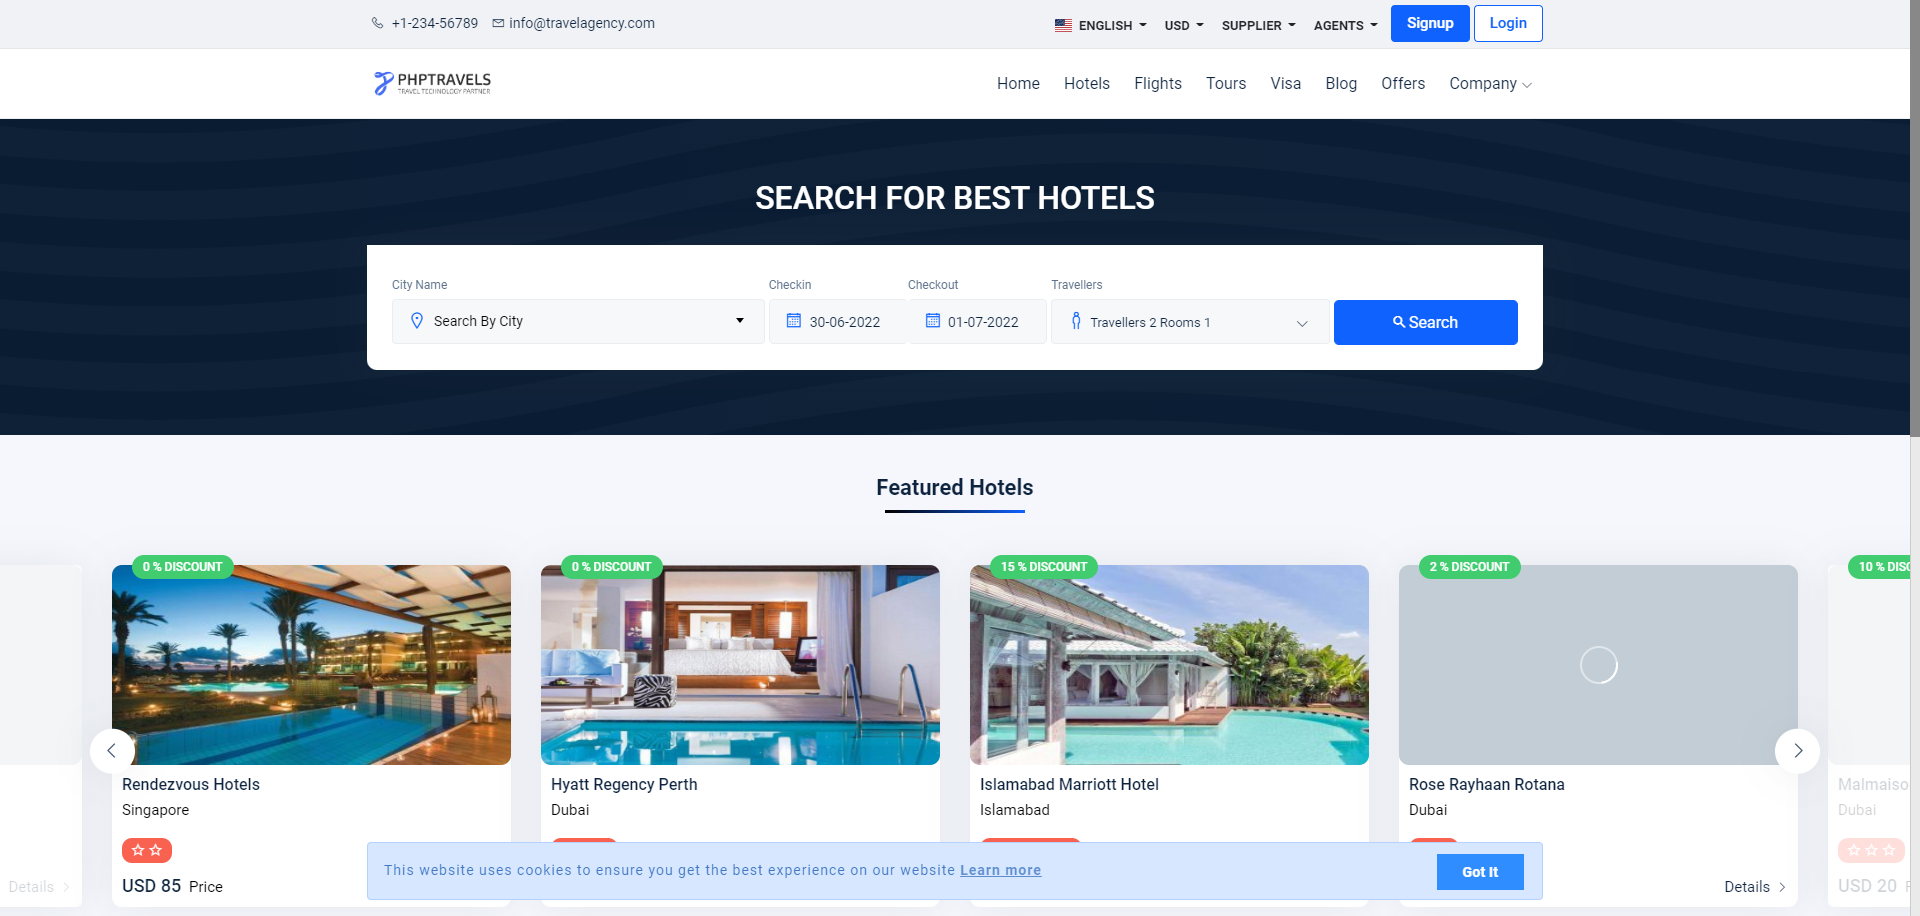 +1-234-56789 info@travelagency.com ENGLISH USD SUPPLIER AGENTS Signup Login
PHPTRAVELS
TRAVEL TECHNOLOGY PARTNER
Home Hotels Flights Tours Visa Blog Offers Company
SEARCH FOR BEST HOTELS
City Name Checkin Checkout Travellers
Search By City 30-06-2022 01-07-2022 Travellers 2 Rooms 1 Search
Featured Hotels
0 % DISCOUNT 0 % DISCOUNT 15 % DISCOUNT 2 % DISCOUNT 10 % DISC
Rendezvous Hotels Hyatt Regency Perth Islamabad Marriott Hotel Rose Rayhaan Rotana Malmaiso
Singapore Dubai Islamabad Dubai Dubai
This website uses cookies to ensure you get the best experience on our website Learn more Got It
Details USD 85 Price Details USD 20